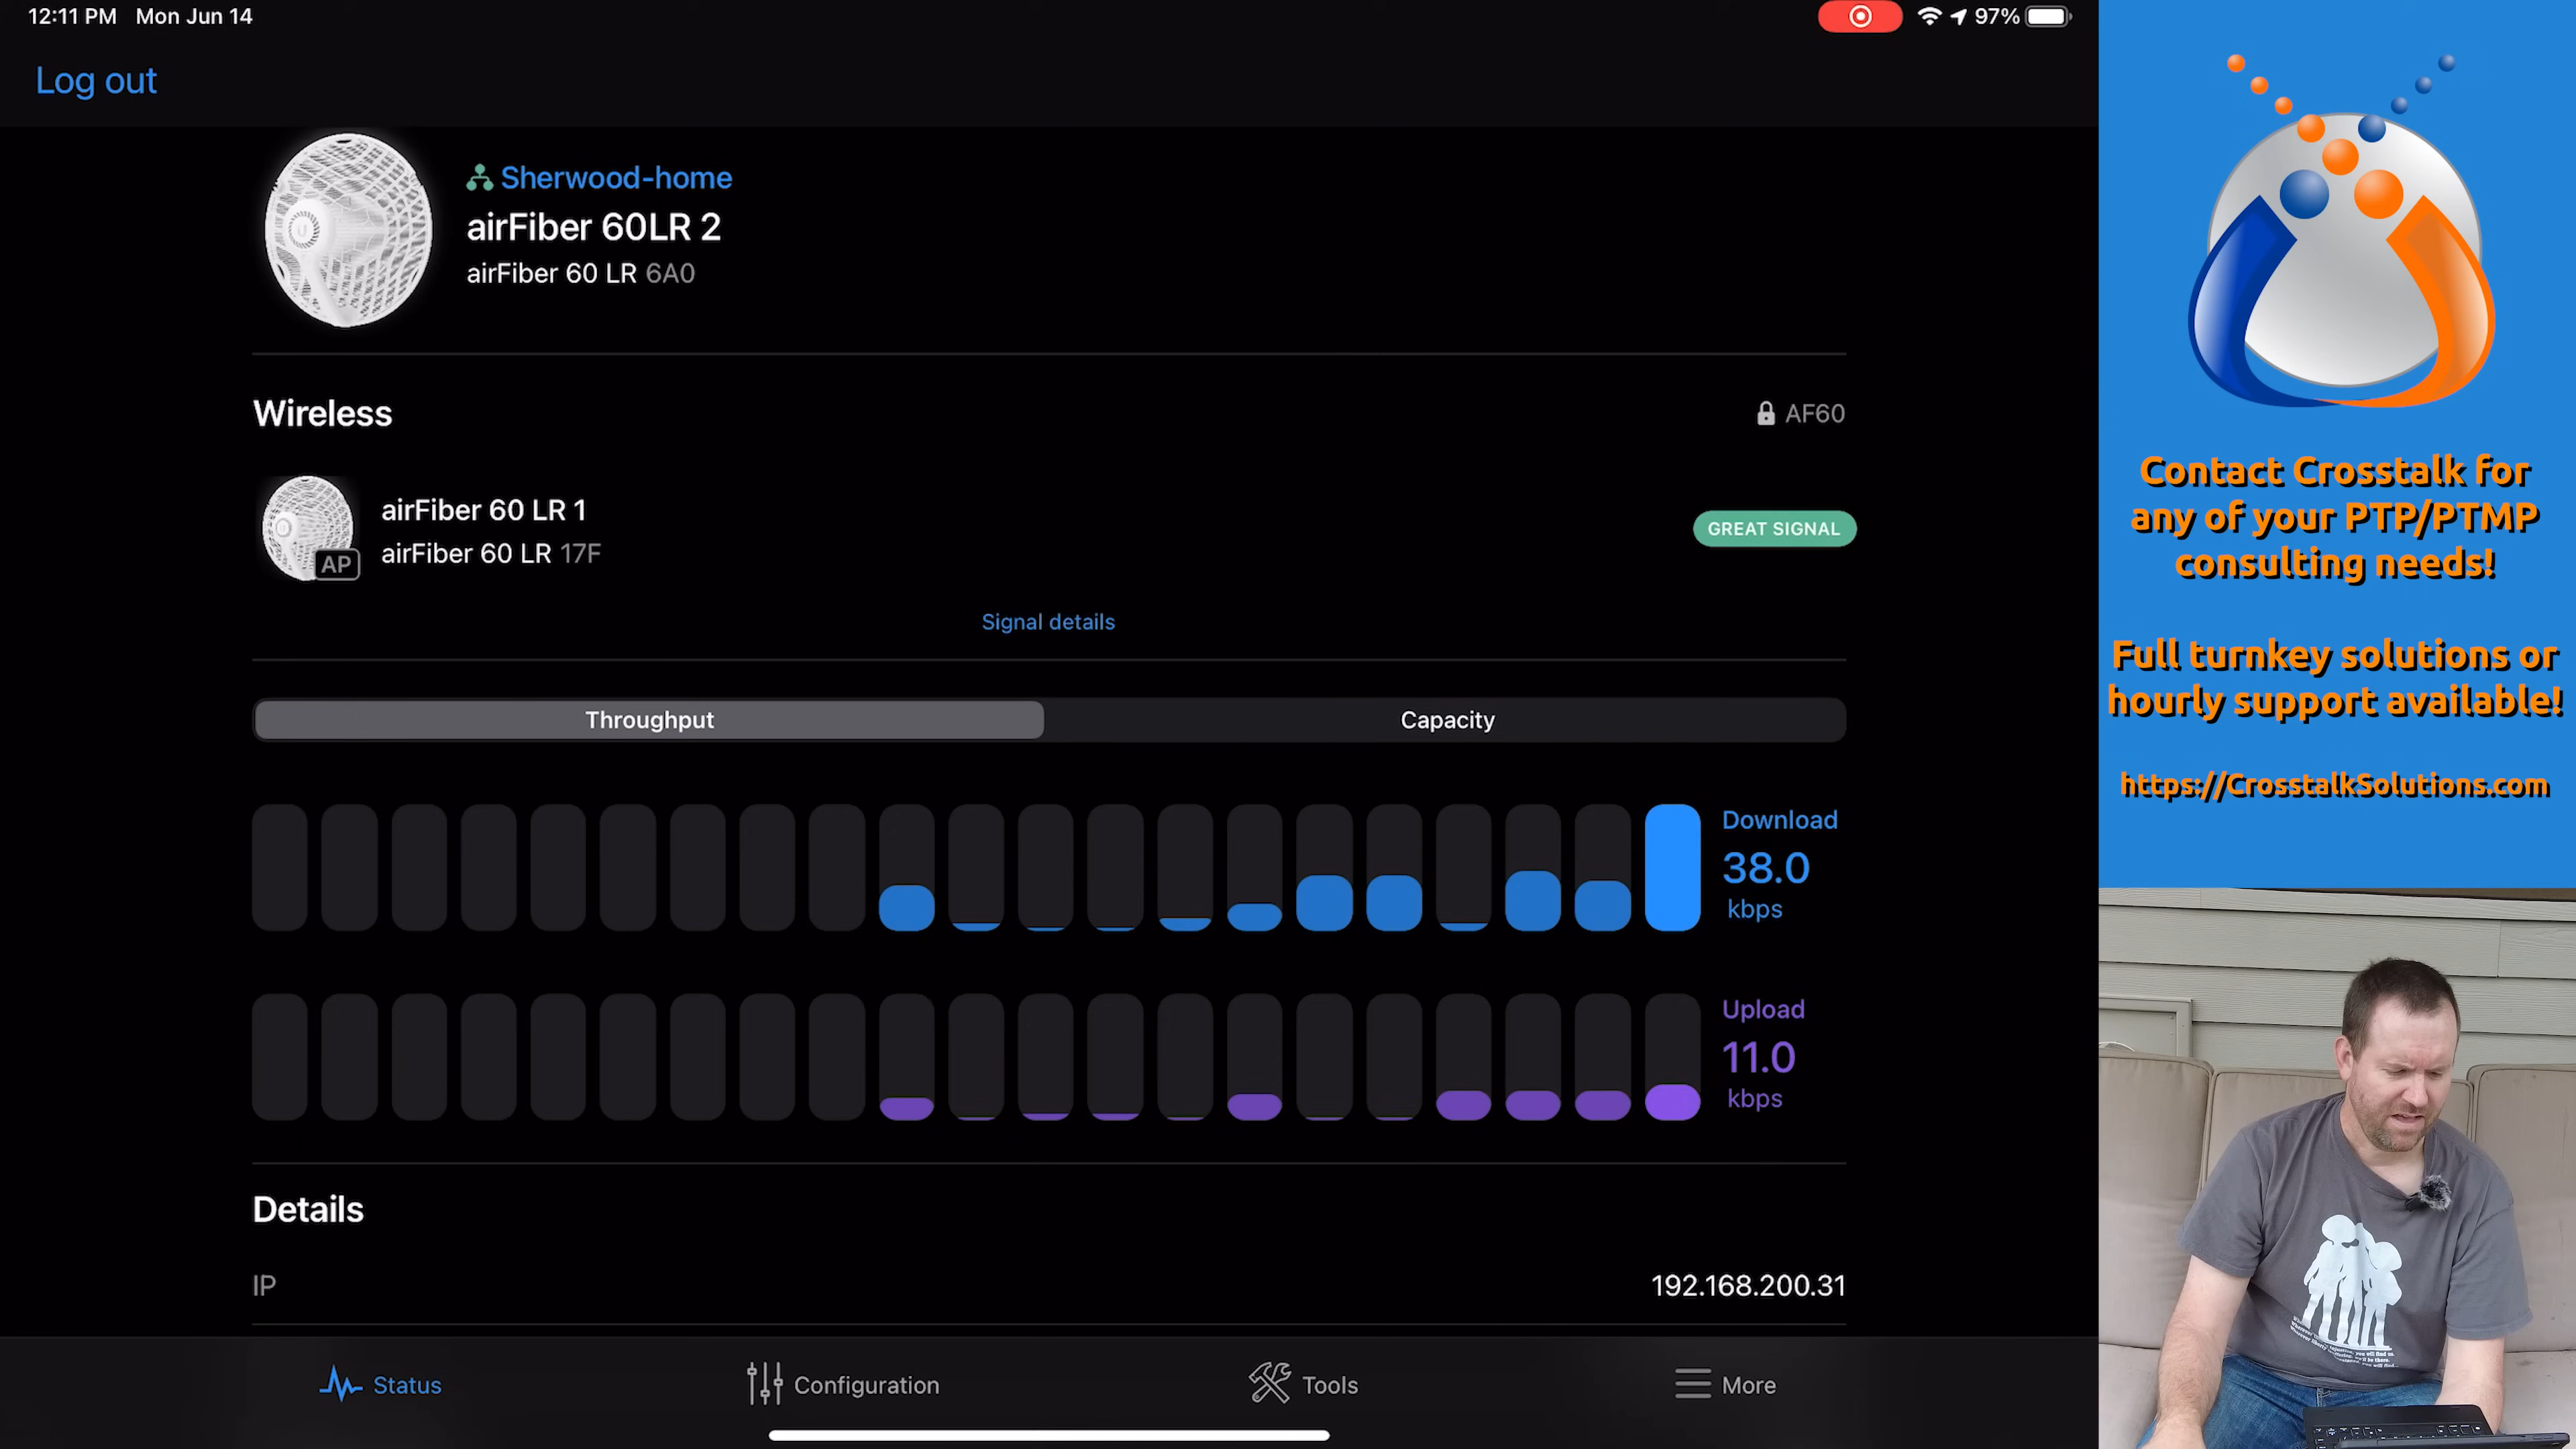 12:11 PM Mon Jun 14
97%
Log out
Sherwood-home
airFiber 60LR 2
airFiber 60 LR 6A0
Wireless
AF60
airFiber 60 LR 1
airFiber 60 LR 17F
AP
GREAT SIGNAL
Signal details
Throughput
Capacity
Download
38.0
kbps
Upload
11.0
kbps
Details
IP
192.168.200.31
Status
Configuration
Tools
More
Contact Crosstalk for
any of your PTP/PTMP
consulting needs!
Full turnkey solutions or
hourly support available!
https://CrosstalkSolutions.com